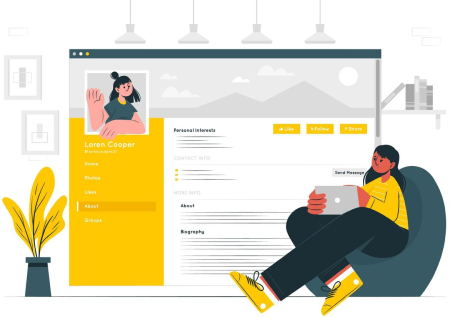 Loren Cooper
@lorencooper27
Home
Photos
Likes
About
Groups
Personal Interests
Like
+ Follow
Share
CONTACT INFO
Send Message
MORE INFO
About
Biography